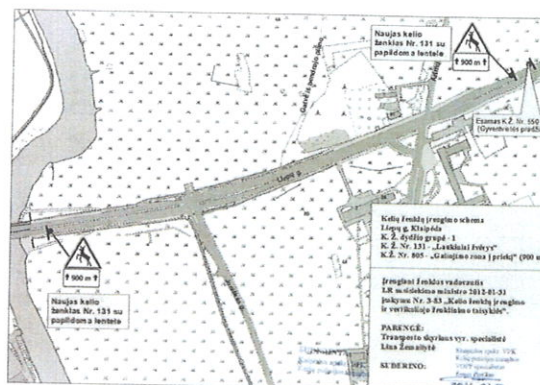 Naujas kelio
ženklas Nr. 131 su
papildoma lentele
900 m
Esamas K.Ž. Nr. 550
Liepų g.
900 m
Naujas kelio
ženklas Nr. 131 su
papildoma lentele
Kelių ženklų įrengimo schema
Liepų g. Klaipėda
K. Ž. dydžio grupė - 1
K. Ž. Nr. 131 - „Laukiniai žvėrys"
K.Ž. Nr. 805 - „Galiojimo zona į priekį" (900 m
Įrengiant ženklus vadovautis
LR susisiekimo ministro 2012-01-31
įsakymu Nr. 3-83 „Kelio ženklų įrengimo
ir vertikaliojo ženklinimo taisyklės".
PARENGĖ:
Transporto skyriaus vyr. specialistė
Lina Žemaitytė
SUDERINO: